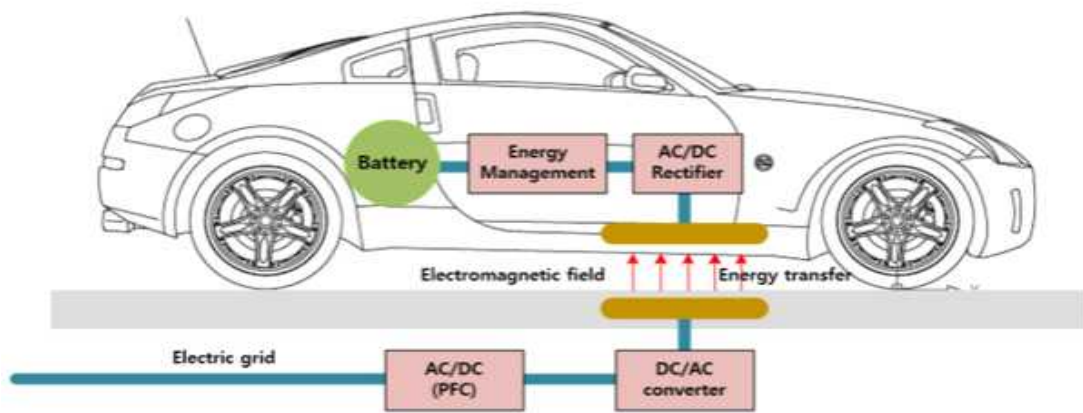 Battery
Energy
Management
AC/DC
Rectifier
Electromagnetic field
Energy transfer
Electric grid
AC/DC
(PFC)
DC/AC
converter